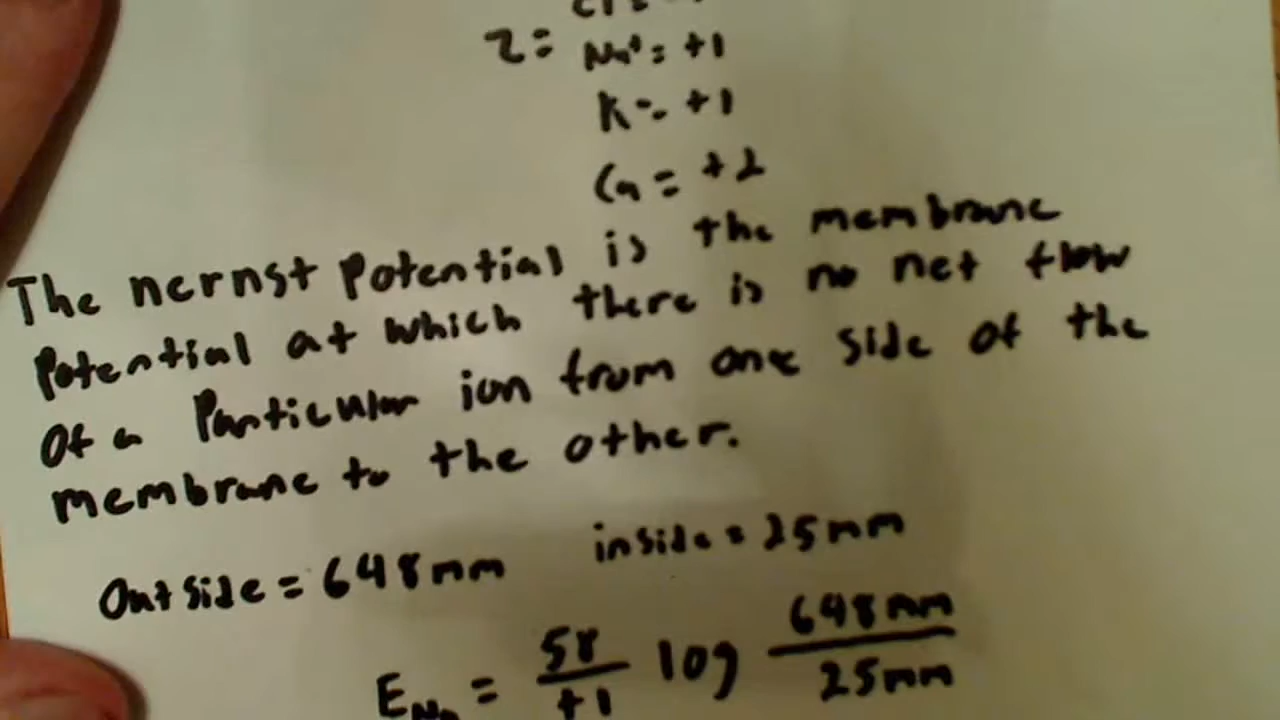 z=
Na⁺= +1
K= +1
Ca = +2
The nernst potential is the membrane
potential at which there is no net flow
of a particular ion from one side of the
membrane to the other.
outside = 648mm inside = 25mm
E_Na = 58/+1 log 648mm/25mm